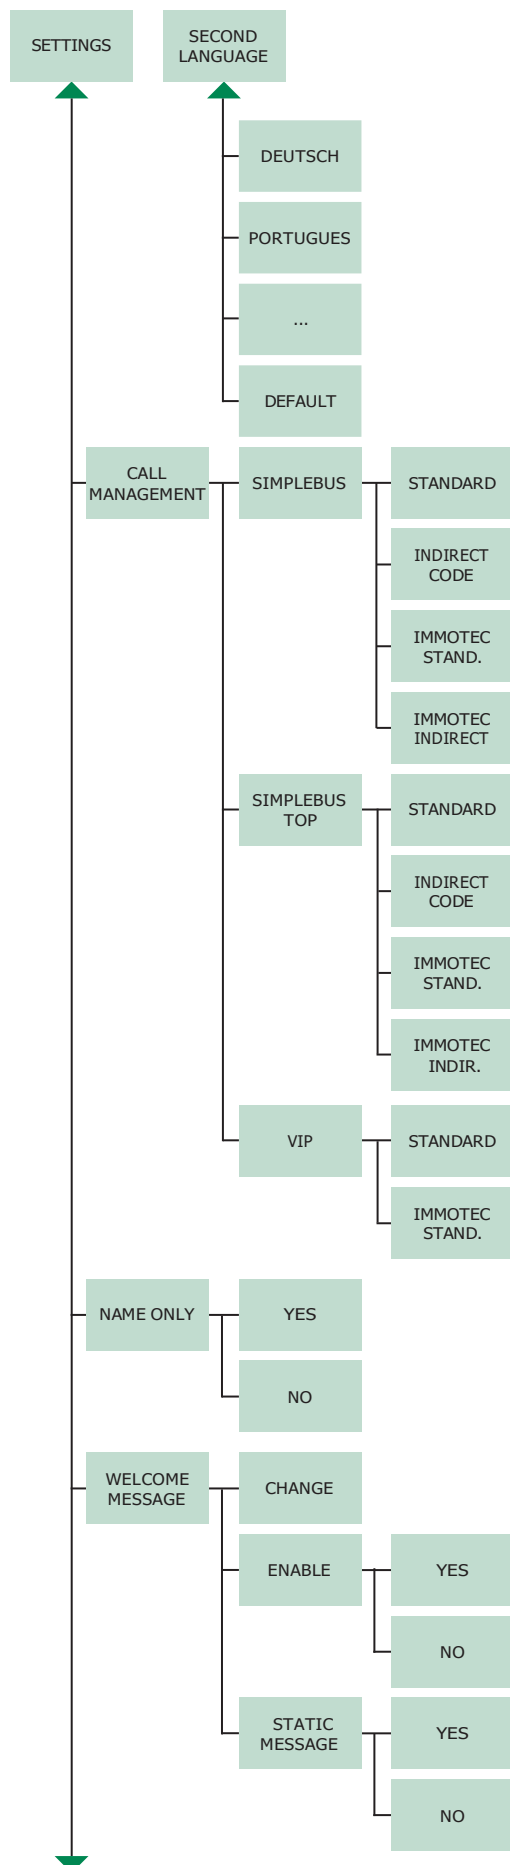 SETTINGS
SECOND
LANGUAGE
DEUTSCH
PORTUGUES
...
DEFAULT
CALL
MANAGEMENT
SIMPLEBUS
STANDARD
INDIRECT
CODE
IMMOTEC
STAND.
IMMOTEC
INDIRECT
SIMPLEBUS
TOP
STANDARD
INDIRECT
CODE
IMMOTEC
STAND.
IMMOTEC
INDIR.
VIP
STANDARD
IMMOTEC
STAND.
NAME ONLY
YES
NO
WELCOME
MESSAGE
CHANGE
ENABLE
YES
NO
STATIC
MESSAGE
YES
NO